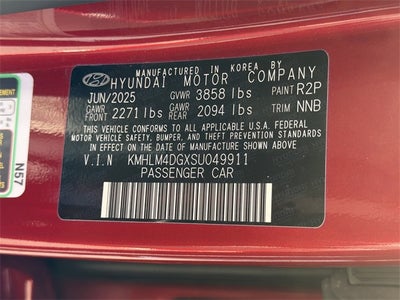 MANUFACTURED IN KOREA BY
HYUNDAI MOTOR COMPANY
JUN/2025 GVWR 3858 lbs PAINT R2P
GAWR FRONT 2271 lbs GAWR REAR 2094 lbs TRIM NNB
THIS VEHICLE CONFORMS TO ALL APPLICABLE U.S.A. FEDERAL
MOTOR VEHICLE SAFETY, BUMPER, AND THEFT PREVENTION STANDARDS
IN EFFECT ON THE DATE OF MANUFACTURE SHOWN ABOVE.
V.I.N KMHLM4DGXSU049911
PASSENGER CAR
N57